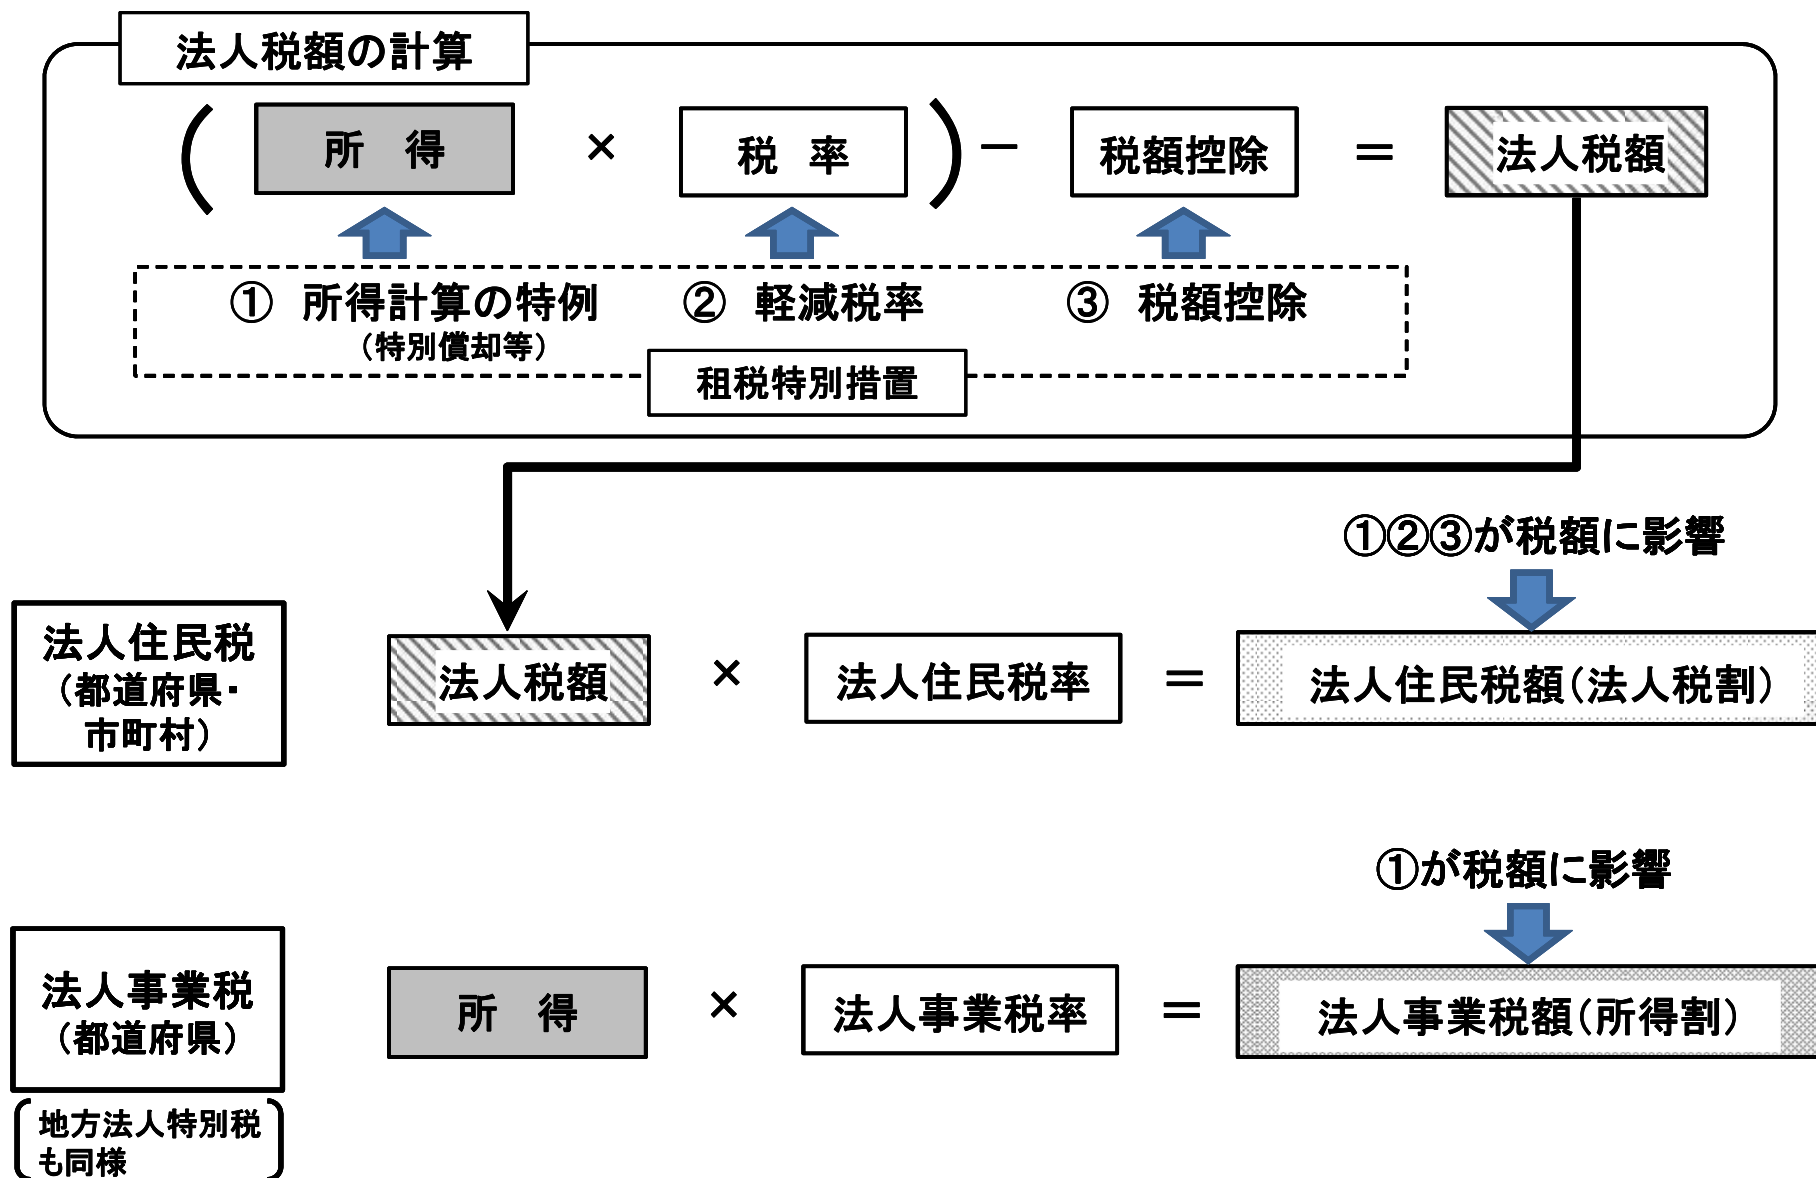 法人税額の計算
（ 所　得 × 税　率 ） － 税額控除 ＝ 法人税額
① 所得計算の特例 ② 軽減税率 ③ 税額控除
（特別償却等）
租税特別措置
①②③が税額に影響
法人住民税
（都道府県・
市町村）
法人税額 × 法人住民税率 ＝ 法人住民税額（法人税割）
①が税額に影響
法人事業税
（都道府県）
所　得 × 法人事業税率 ＝ 法人事業税額（所得割）
地方法人特別税
も同様